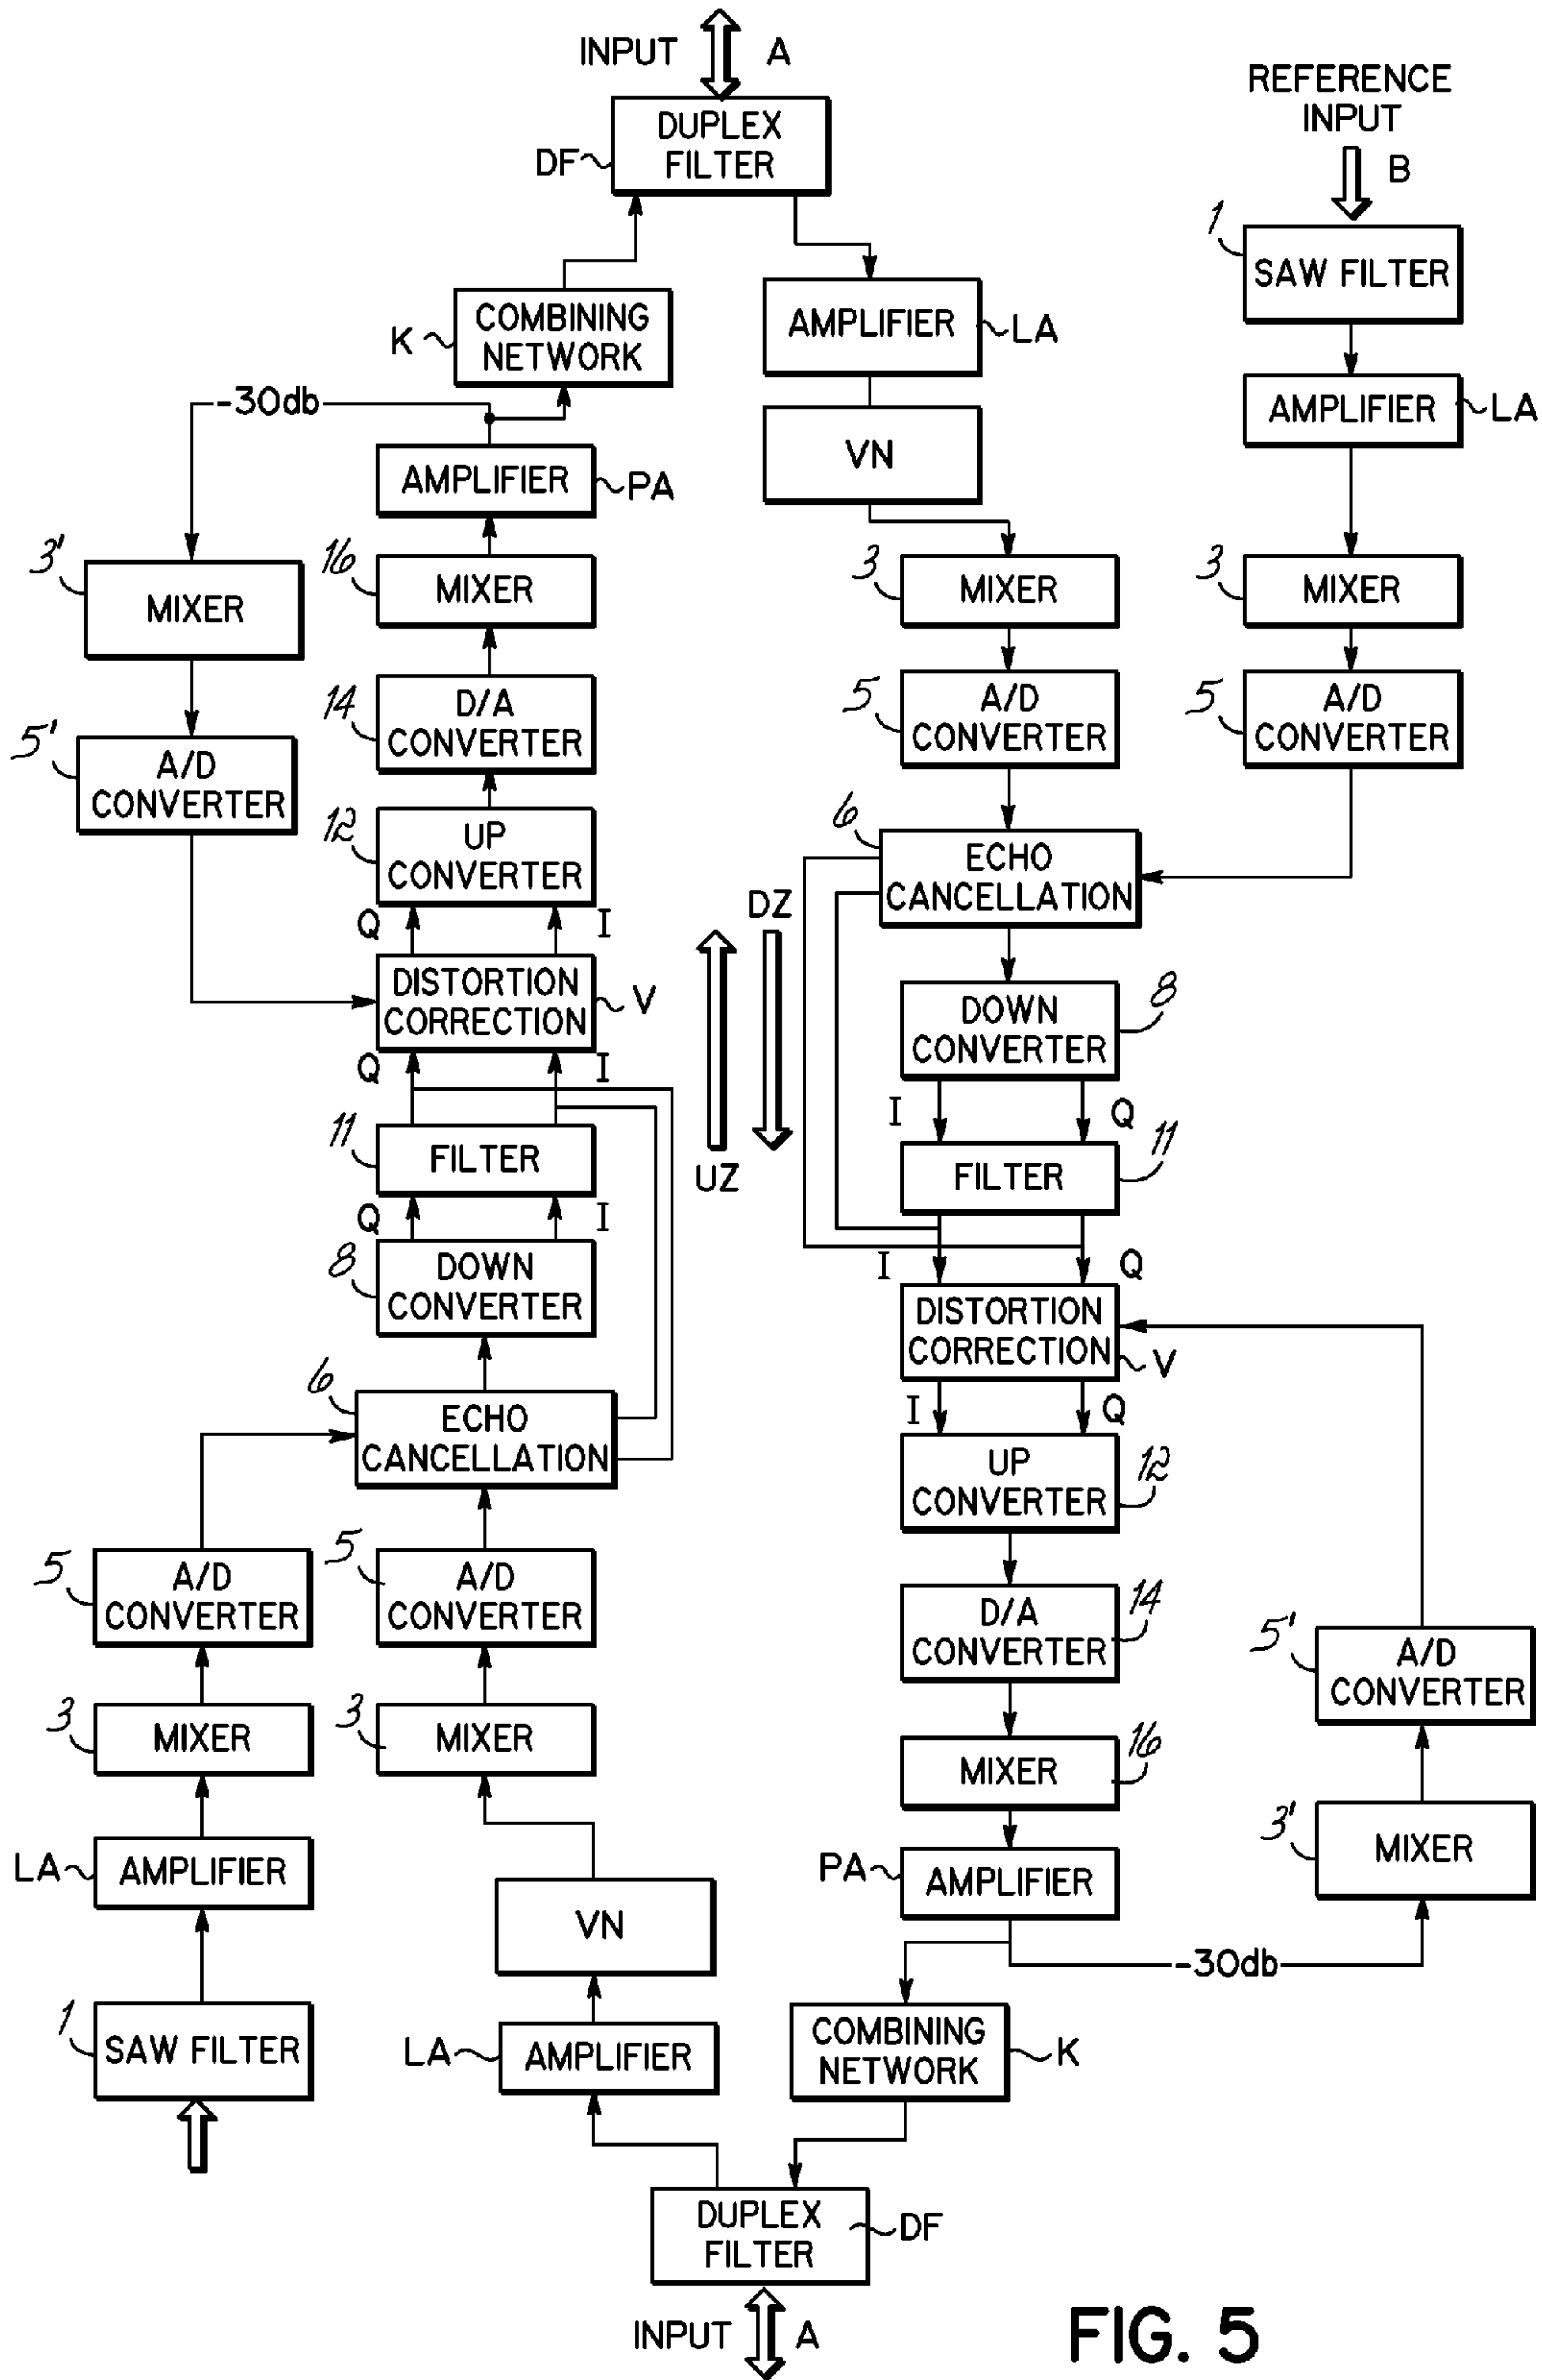 INPUT A
REFERENCE
INPUT
B
DUPLEX
FILTER
DF
1
SAW FILTER
COMBINING
NETWORK
K
AMPLIFIER
LA
AMPLIFIER
LA
-30db
AMPLIFIER
PA
VN
3'
MIXER
16
MIXER
3
MIXER
3
MIXER
5'
A/D
CONVERTER
14
D/A
CONVERTER
5
A/D
CONVERTER
5
A/D
CONVERTER
12
UP
CONVERTER
6
ECHO
CANCELLATION
Q I
DZ
DISTORTION
CORRECTION
V
DOWN
CONVERTER
8
Q I
I Q
UZ
11
FILTER
FILTER
11
Q I
I Q
8
DOWN
CONVERTER
DISTORTION
CORRECTION
V
6
ECHO
CANCELLATION
I Q
UP
CONVERTER
12
5
A/D
CONVERTER
5
A/D
CONVERTER
D/A
CONVERTER
14
5'
A/D
CONVERTER
3
MIXER
3
MIXER
MIXER
16
3'
MIXER
LA
AMPLIFIER
VN
PA
AMPLIFIER
-30db
1
SAW FILTER
LA
AMPLIFIER
COMBINING
NETWORK
K
DUPLEX
FILTER
DF
INPUT A
FIG. 5